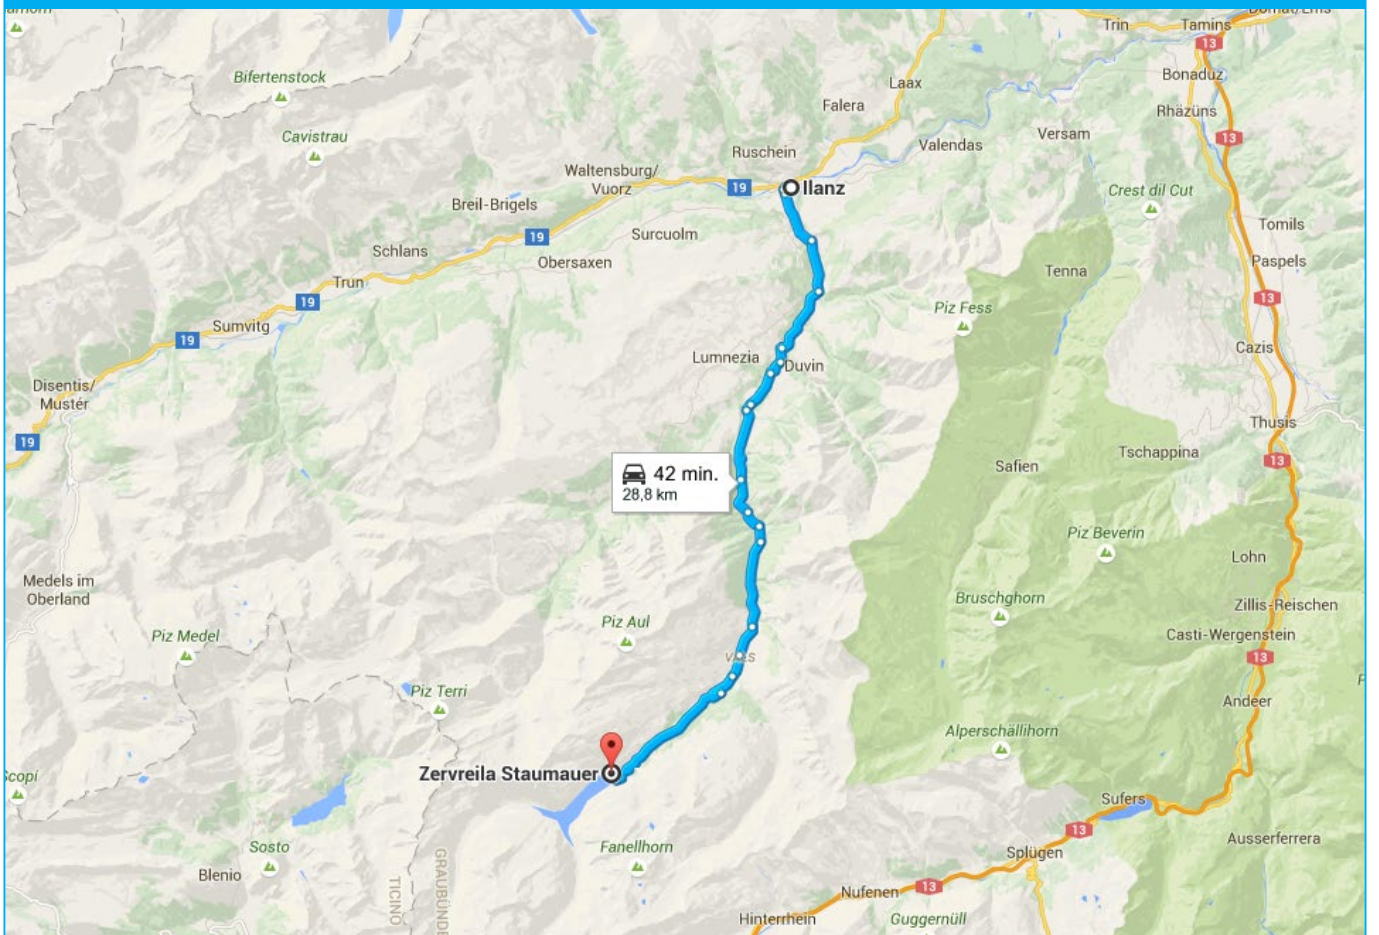 Trin
Tamins
13
Bifertenstock
Bonaduz
Laax
Falera
Rhäzüns
Cavistrau
Versam
13
Valendas
Ruschein
Waltensburg/
Vuorz
19
Ilanz
Crest dil Cut
Breil-Brigels
Tomils
19
Surcuolm
Schlans
Obersaxen
Paspels
Tenna
Trun
13
19
Piz Fess
Sumvitg
19
Cazis
Lumnezia
Duvin
Disentis/
Mustér
Thusis
19
Tschappina
13
Safien
42 min.
28,8 km
Piz Beverin
Lohn
Medels im
Oberland
Bruschghorn
Zillis-Reischen
Piz Aul
Casti-Wergenstein
Piz Medel
VALS
13
Piz Terri
Andeer
Alperschällihorn
Zervreila Staumauer
Scopi
Sufers
13
Ausserferrera
Sosto
Fanellhorn
Splügen
Blenio
13
Nufenen
TICINO
Hinterrhein
Guggernüll